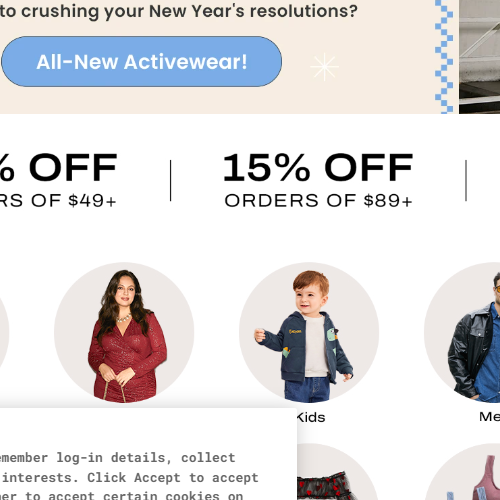 to crushing your New Year's resolutions?
All-New Activewear!
% OFF
15% OFF
RS OF $49+
ORDERS OF $89+
Kids
Me
emember log-in details, collect
interests. Click Accept to accept
her to accept certain cookies on